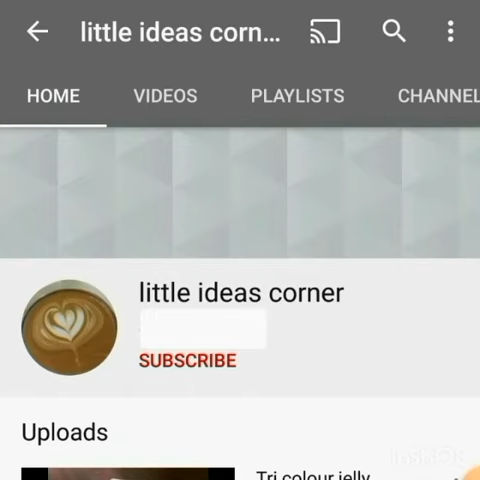 little ideas corn...
HOME VIDEOS PLAYLISTS CHANNEL
little ideas corner
SUBSCRIBE
Uploads
Tri colour jelly